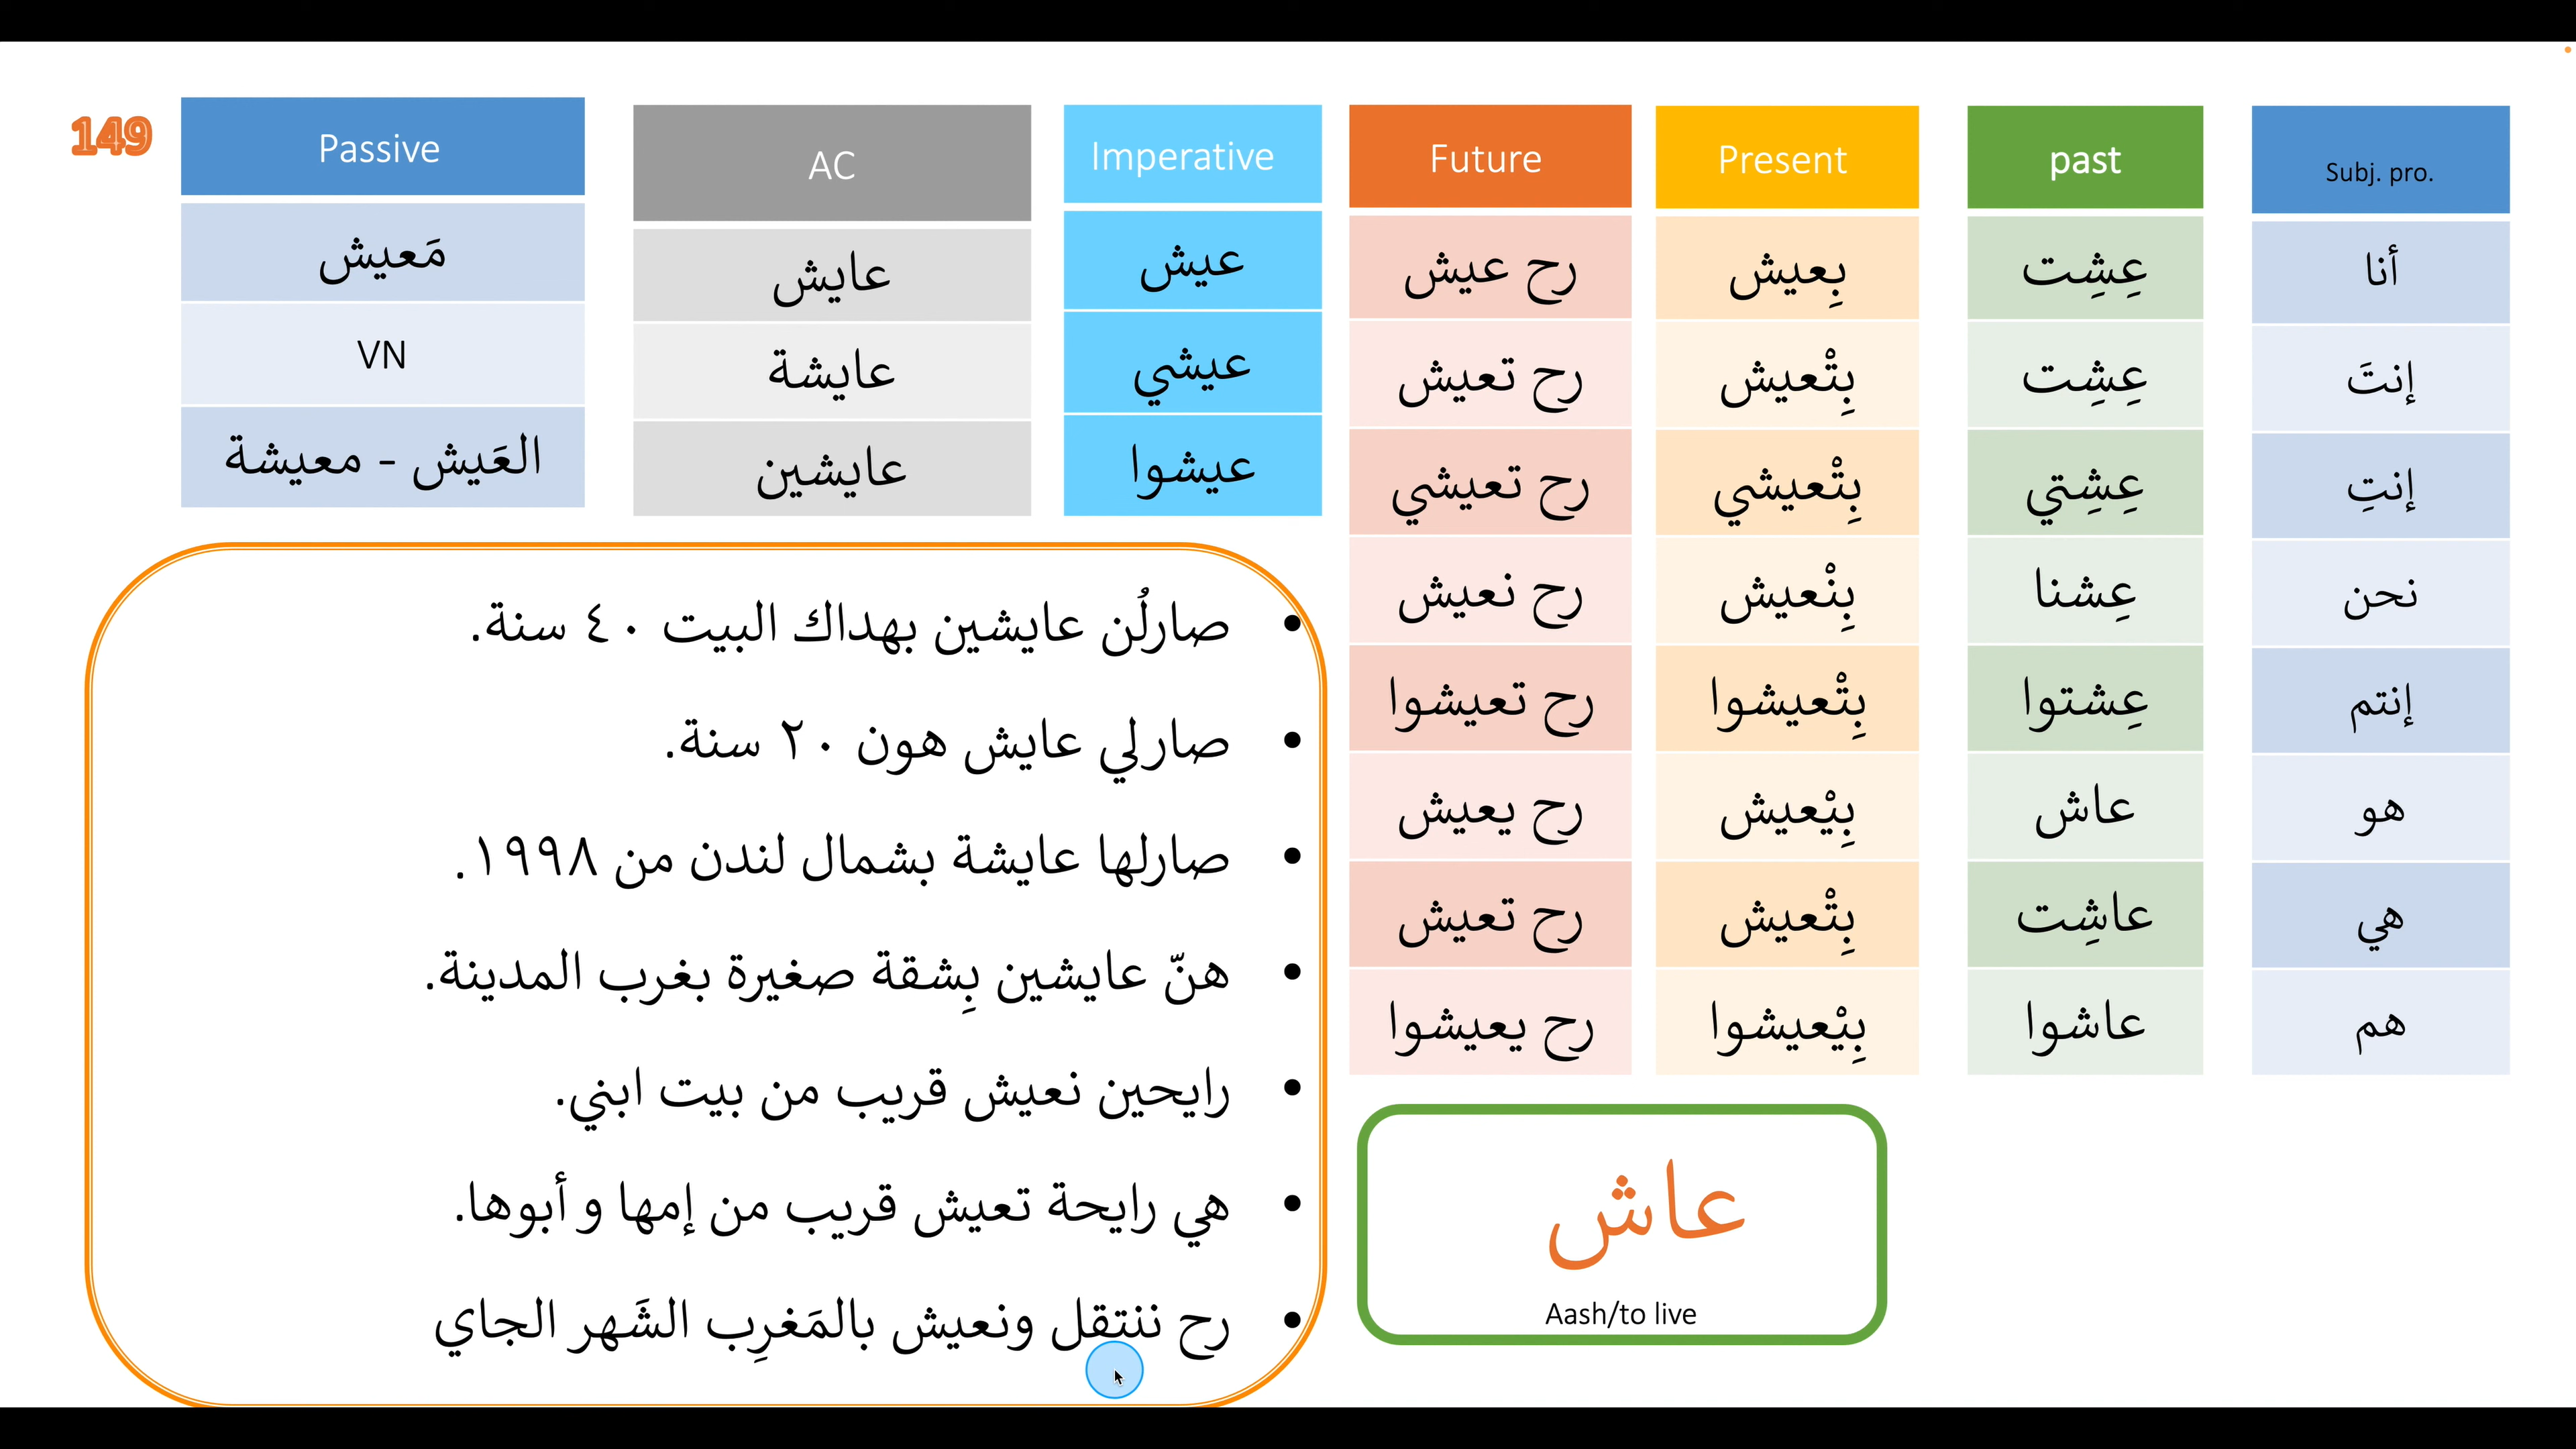 149
Passive AC Imperative Future Present past Subj. pro.
أنا عِشِت بِعيش رح عيش عيش عايش مَعيش
إنتَ عِشِت بِتْعيش رح تعيش عيشي عايشة VN
إنتِ عِشِتي بِتْعيشي رح تعيشي عيشوا عايشين العَيش - معيشة
نحن عِشنا بِنْعيش رح نعيش
إنتم عِشتوا بِتْعيشوا رح تعيشوا
هو عاش بِيْعيش رح يعيش
هي عاشِت بِتْعيش رح تعيش
هم عاشوا بِيْعيشوا رح يعيشوا
• صارلُن عايشين بهداك البيت ٤٠ سنة.
• صارلي عايش هون ٢٠ سنة.
• صارلها عايشة بشمال لندن من ١٩٩٨.
• هنّ عايشين بِشقة صغيرة بغرب المدينة.
• رايحين نعيش قريب من بيت ابني.
• هي رايحة تعيش قريب من إمها و أبوها.
• رح ننتقل ونعيش بالمَغرِب الشَهر الجاي
عاش
Aash/to live